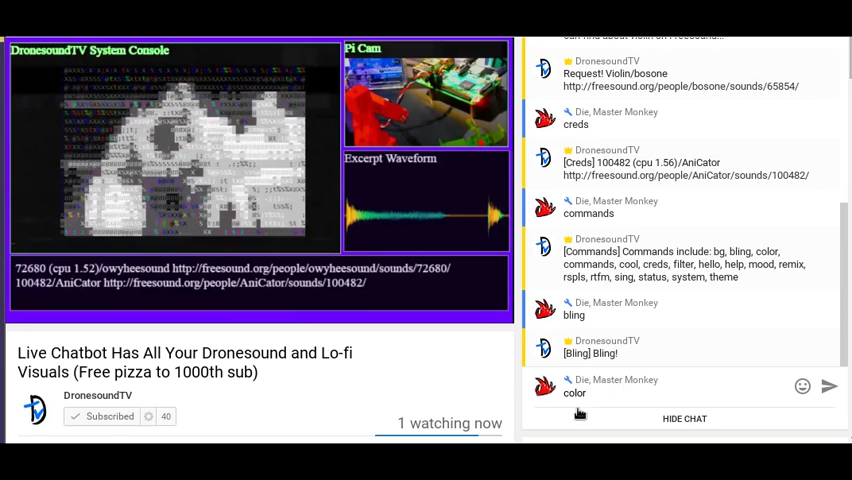 DronesoundTV System Console
Pi Cam
Excerpt Waveform
72680 (cpu 1.52)/owyheesound http://freesound.org/people/owyheesound/sounds/72680/
100482/AniCator http://freesound.org/people/AniCator/sounds/100482/
Live Chatbot Has All Your Dronesound and Lo-fi
Visuals (Free pizza to 1000th sub)
DronesoundTV
Subscribed 40
1 watching now
DronesoundTV
Request! Violin/bosone
http://freesound.org/people/bosone/sounds/65854/
Die, Master Monkey
creds
DronesoundTV
[Creds] 100482 (cpu 1.56)/AniCator
http://freesound.org/people/AniCator/sounds/100482/
Die, Master Monkey
commands
DronesoundTV
[Commands] Commands include: bg, bling, color,
commands, cool, creds, filter, hello, help, mood, remix,
rspls, rtfm, sing, status, system, theme
Die, Master Monkey
bling
DronesoundTV
[Bling] Bling!
Die, Master Monkey
color
HIDE CHAT